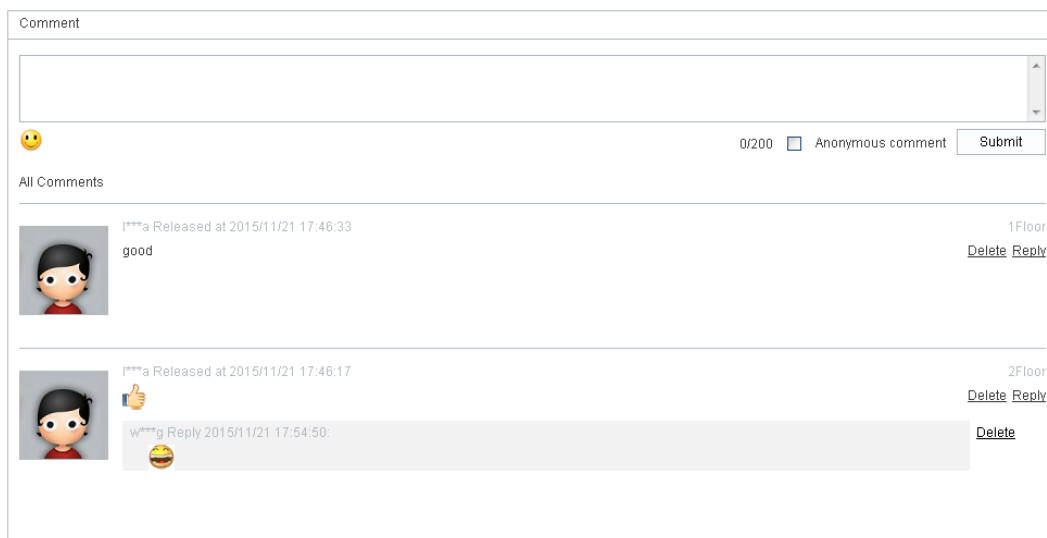 Comment
0/200 Anonymous comment Submit
All Comments
l***a Released at 2015/11/21 17:46:33 1Floor
good Delete Reply
l***a Released at 2015/11/21 17:46:17 2Floor
Delete Reply
w***g Reply 2015/11/21 17:54:50: Delete